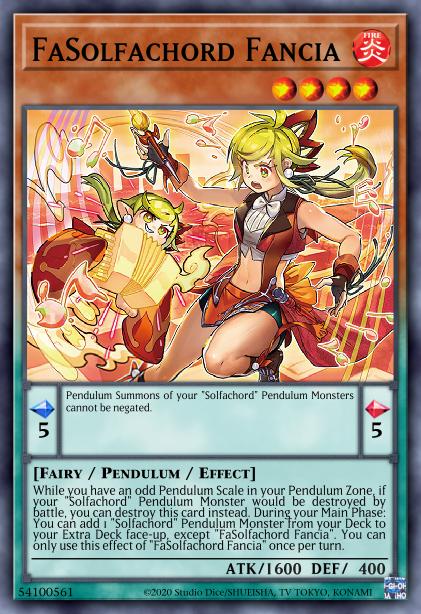 FaSolfachord Fancia
FIRE
炎
Pendulum Summons of your "Solfachord" Pendulum Monsters
cannot be negated.
5
5
[Fairy / Pendulum / Effect]
While you have an odd Pendulum Scale in your Pendulum Zone, if
your "Solfachord" Pendulum Monster would be destroyed by
battle, you can destroy this card instead. During your Main Phase:
You can add 1 "Solfachord" Pendulum Monster from your Deck to
your Extra Deck face-up, except "FaSolfachord Fancia". You can
only use this effect of "FaSolfachord Fancia" once per turn.
ATK/1600 DEF/ 400
54100561
©2020 Studio Dice/SHUEISHA, TV TOKYO, KONAMI